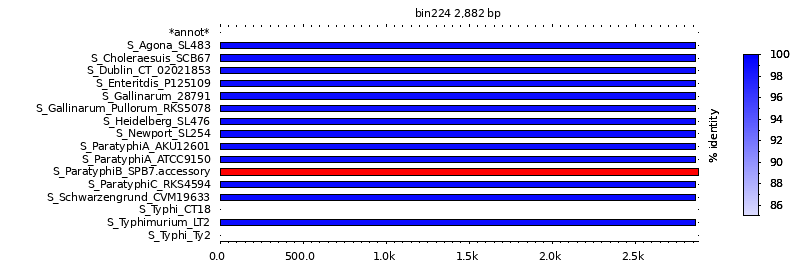 bin224 2,882 bp
*annot*
S_Agona_SL483
S_Choleraesuis_SCB67
S_Dublin_CT_02021853
S_Enteritdis_P125109
S_Gallinarum_28791
S_Gallinarum_Pullorum_RKS5078
S_Heidelberg_SL476
S_Newport_SL254
S_ParatyphiA_AKU12601
S_ParatyphiA_ATCC9150
S_ParatyphiB_SPB7.accessory
S_ParatyphiC_RKS4594
S_Schwarzengrund_CVM19633
S_Typhi_CT18
S_Typhimurium_LT2
S_Typhi_Ty2
0.0 500.0 1.0k 1.5k 2.0k 2.5k
% identity
100
98
96
94
92
90
88
86